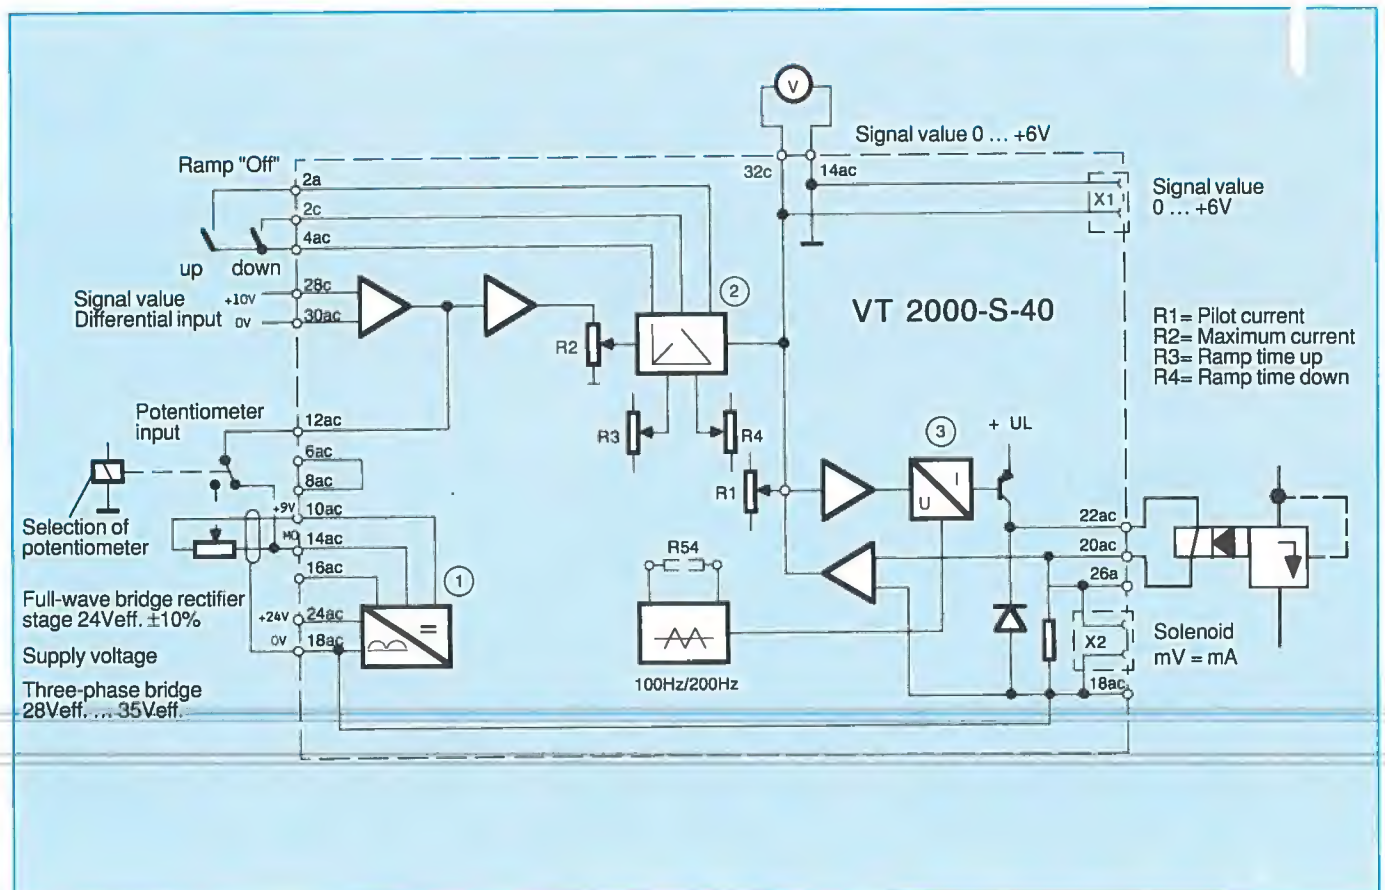 V
Signal value 0 ... +6V
Ramp "Off"
2a
2c
4ac
up down
32c
14ac
X1
Signal value
0 ... +6V
Signal value
Differential input
+10V
0V
28c
30ac
R2
2
VT 2000-S-40
R1= Pilot current
R2= Maximum current
R3= Ramp time up
R4= Ramp time down
Potentiometer
input
12ac
6ac
8ac
R3
R4
R1
3
+ UL
I
U
Selection of
potentiometer
+9V
10ac
MO
14ac
16ac
1
R54
22ac
20ac
26a
Full-wave bridge rectifier
stage 24Veff. ±10%
+24V
24ac
0V
18ac
=
Supply voltage
Three-phase bridge
28Veff. ... 35Veff.
100Hz/200Hz
X2
18ac
Solenoid
mV = mA